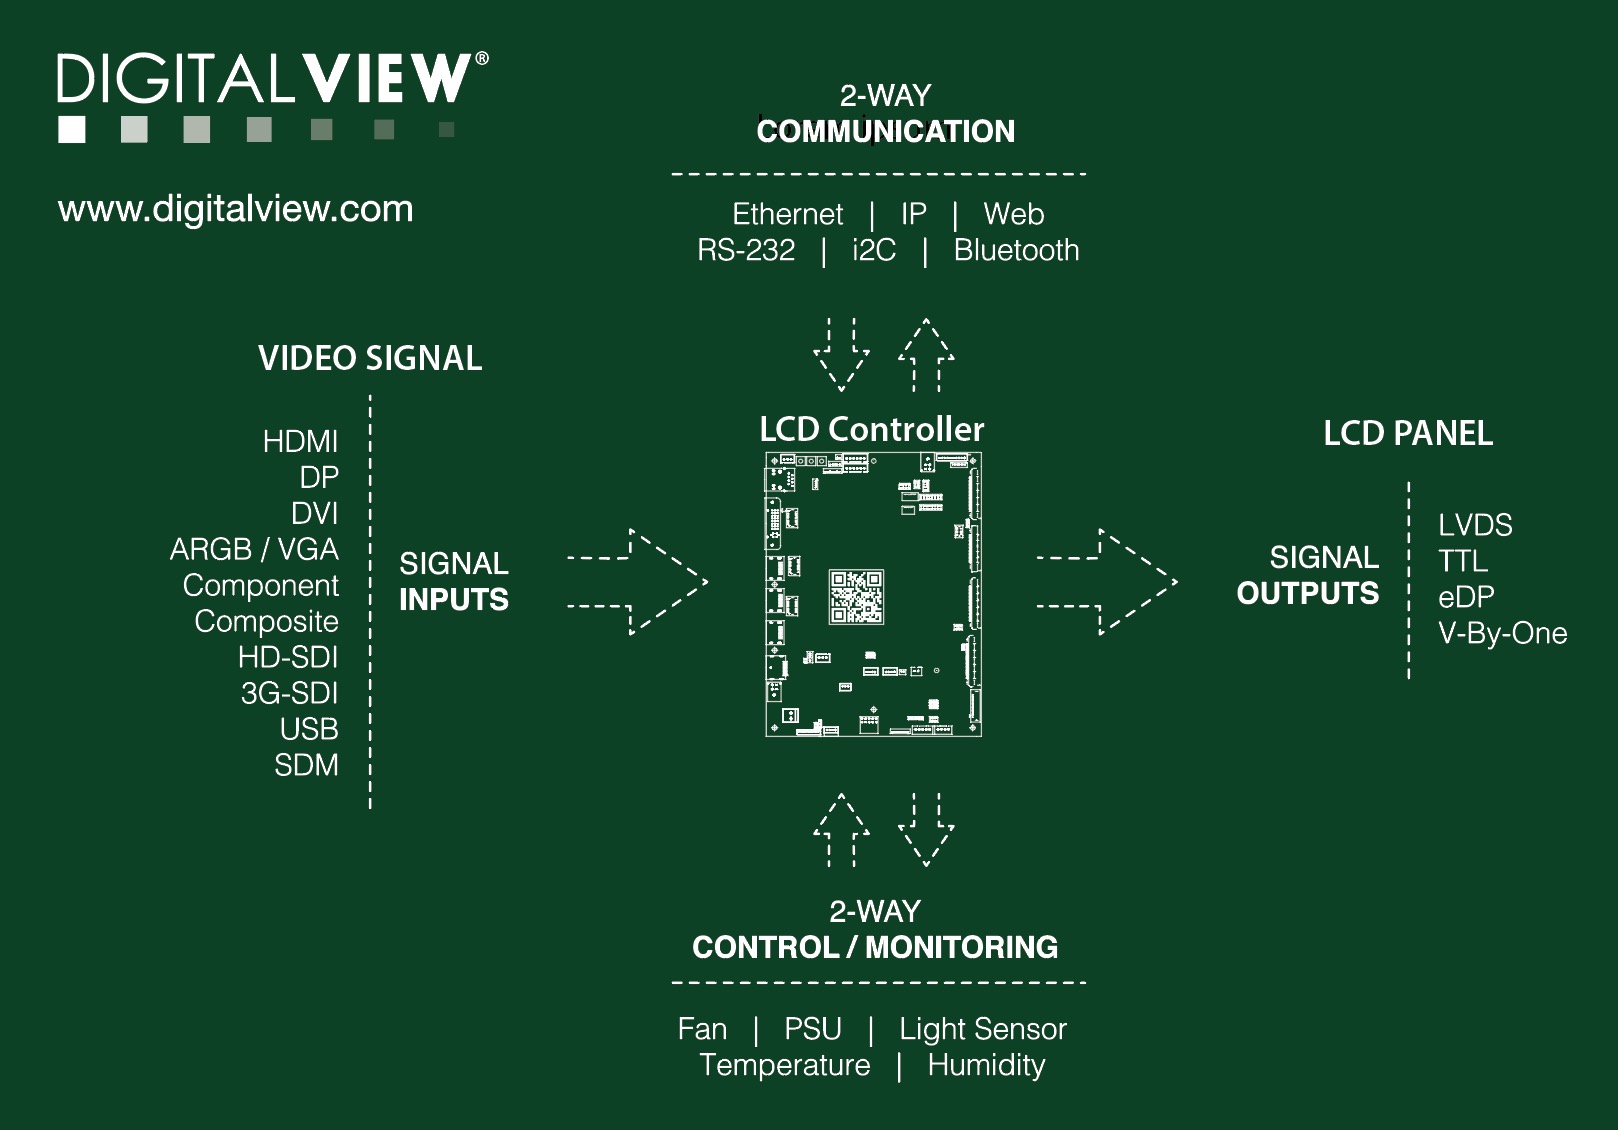 DIGITALVIEW®
www.digitalview.com
2-WAY
COMMUNICATION
Ethernet | IP | Web
RS-232 | i2C | Bluetooth
VIDEO SIGNAL
HDMI
DP
DVI
ARGB / VGA
Component
Composite
HD-SDI
3G-SDI
USB
SDM
SIGNAL
INPUTS
LCD Controller
LCD PANEL
SIGNAL
OUTPUTS
LVDS
TTL
eDP
V-By-One
2-WAY
CONTROL / MONITORING
Fan | PSU | Light Sensor
Temperature | Humidity